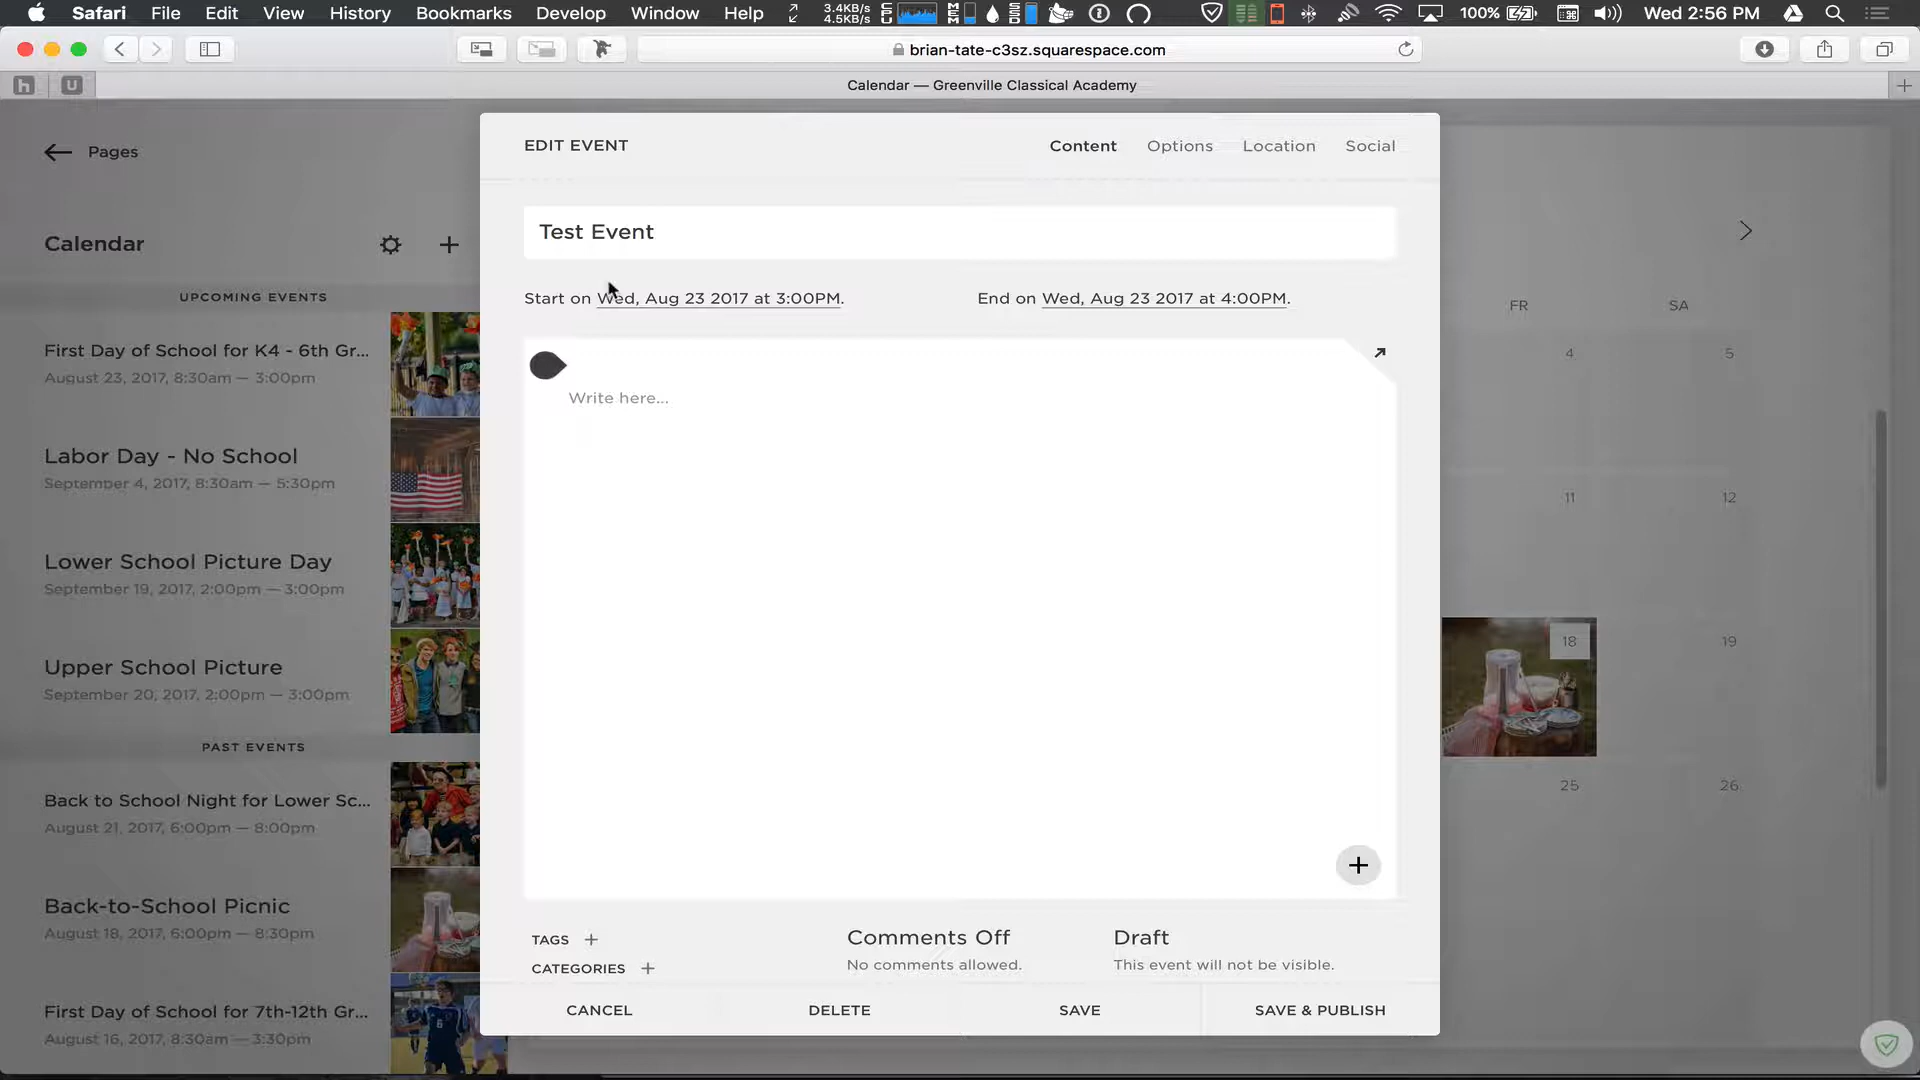 Safari File Edit View History Bookmarks Develop Window Help 3.4KB/s 4.5KB/s 100% Wed 2:56 PM
brian-tate-c3sz.squarespace.com
h U Calendar — Greenville Classical Academy
Pages
Calendar
UPCOMING EVENTS
First Day of School for K4 - 6th Gr...
August 23, 2017, 8:30am — 3:00pm
Labor Day - No School
September 4, 2017, 8:30am — 5:30pm
Lower School Picture Day
September 19, 2017, 2:00pm — 3:00pm
Upper School Picture
September 20, 2017, 2:00pm — 3:00pm
PAST EVENTS
Back to School Night for Lower Sc...
August 21, 2017, 6:00pm — 8:00pm
Back-to-School Picnic
August 18, 2017, 6:00pm — 8:30pm
First Day of School for 7th-12th Gr...
August 16, 2017, 8:30am — 3:30pm
EDIT EVENT
Content Options Location Social
Test Event
Start on Wed, Aug 23 2017 at 3:00PM.
End on Wed, Aug 23 2017 at 4:00PM.
Write here...
TAGS +
CATEGORIES +
Comments Off
No comments allowed.
Draft
This event will not be visible.
CANCEL DELETE SAVE SAVE & PUBLISH
FR SA
4 5
11 12
18 19
25 26